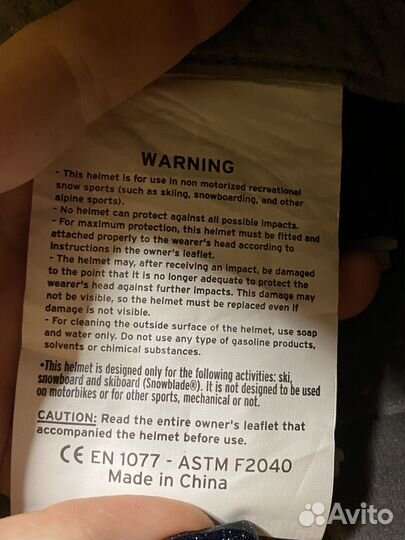 WARNING
- This helmet is for use in non motorized recreational
snow sports (such as skiing, snowboarding, and other
alpine sports).
- No helmet can protect against all possible impacts.
- For maximum protection, this helmet must be fitted and
attached properly to the wearer's head according to
instructions in the owner's leaflet.
- The helmet may, after receiving an impact, be damaged
to the point that it is no longer adequate to protect the
wearer's head against further impacts. This damage may
not be visible, so the helmet must be replaced even if
damage is not visible.
- For cleaning the outside surface of the helmet, use soap
and water only. Do not use any type of gasoline products,
solvents or chimical substances.
•This helmet is designed only for the following activities: ski,
snowboard and skiboard (Snowblade®). It is not designed to be used
on motorbikes or for other sports, mechanical or not.
CAUTION: Read the entire owner's leaflet that
accompanied the helmet before use.
CE EN 1077 - ASTM F2040
Made in China
Avito